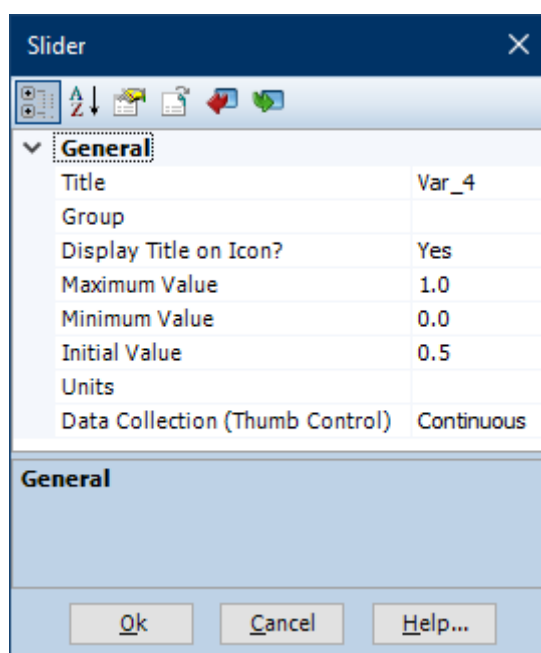 Slider
General
Title Var_4
Group
Display Title on Icon? Yes
Maximum Value 1.0
Minimum Value 0.0
Initial Value 0.5
Units
Data Collection (Thumb Control) Continuous
General
Ok Cancel Help...